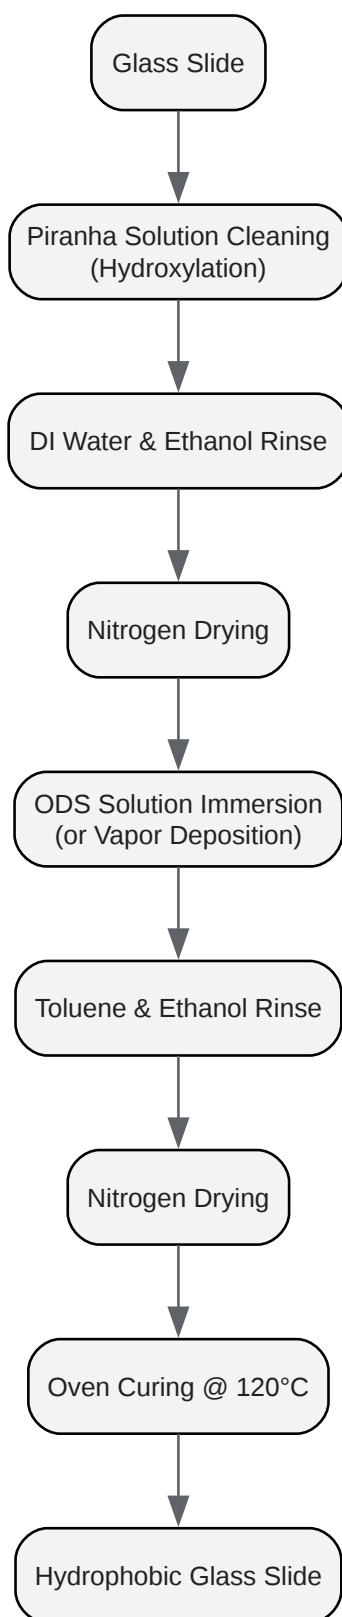 Glass Slide
Piranha Solution Cleaning
(Hydroxylation)
DI Water & Ethanol Rinse
Nitrogen Drying
ODS Solution Immersion
(or Vapor Deposition)
Toluene & Ethanol Rinse
Nitrogen Drying
Oven Curing @ 120°C
Hydrophobic Glass Slide